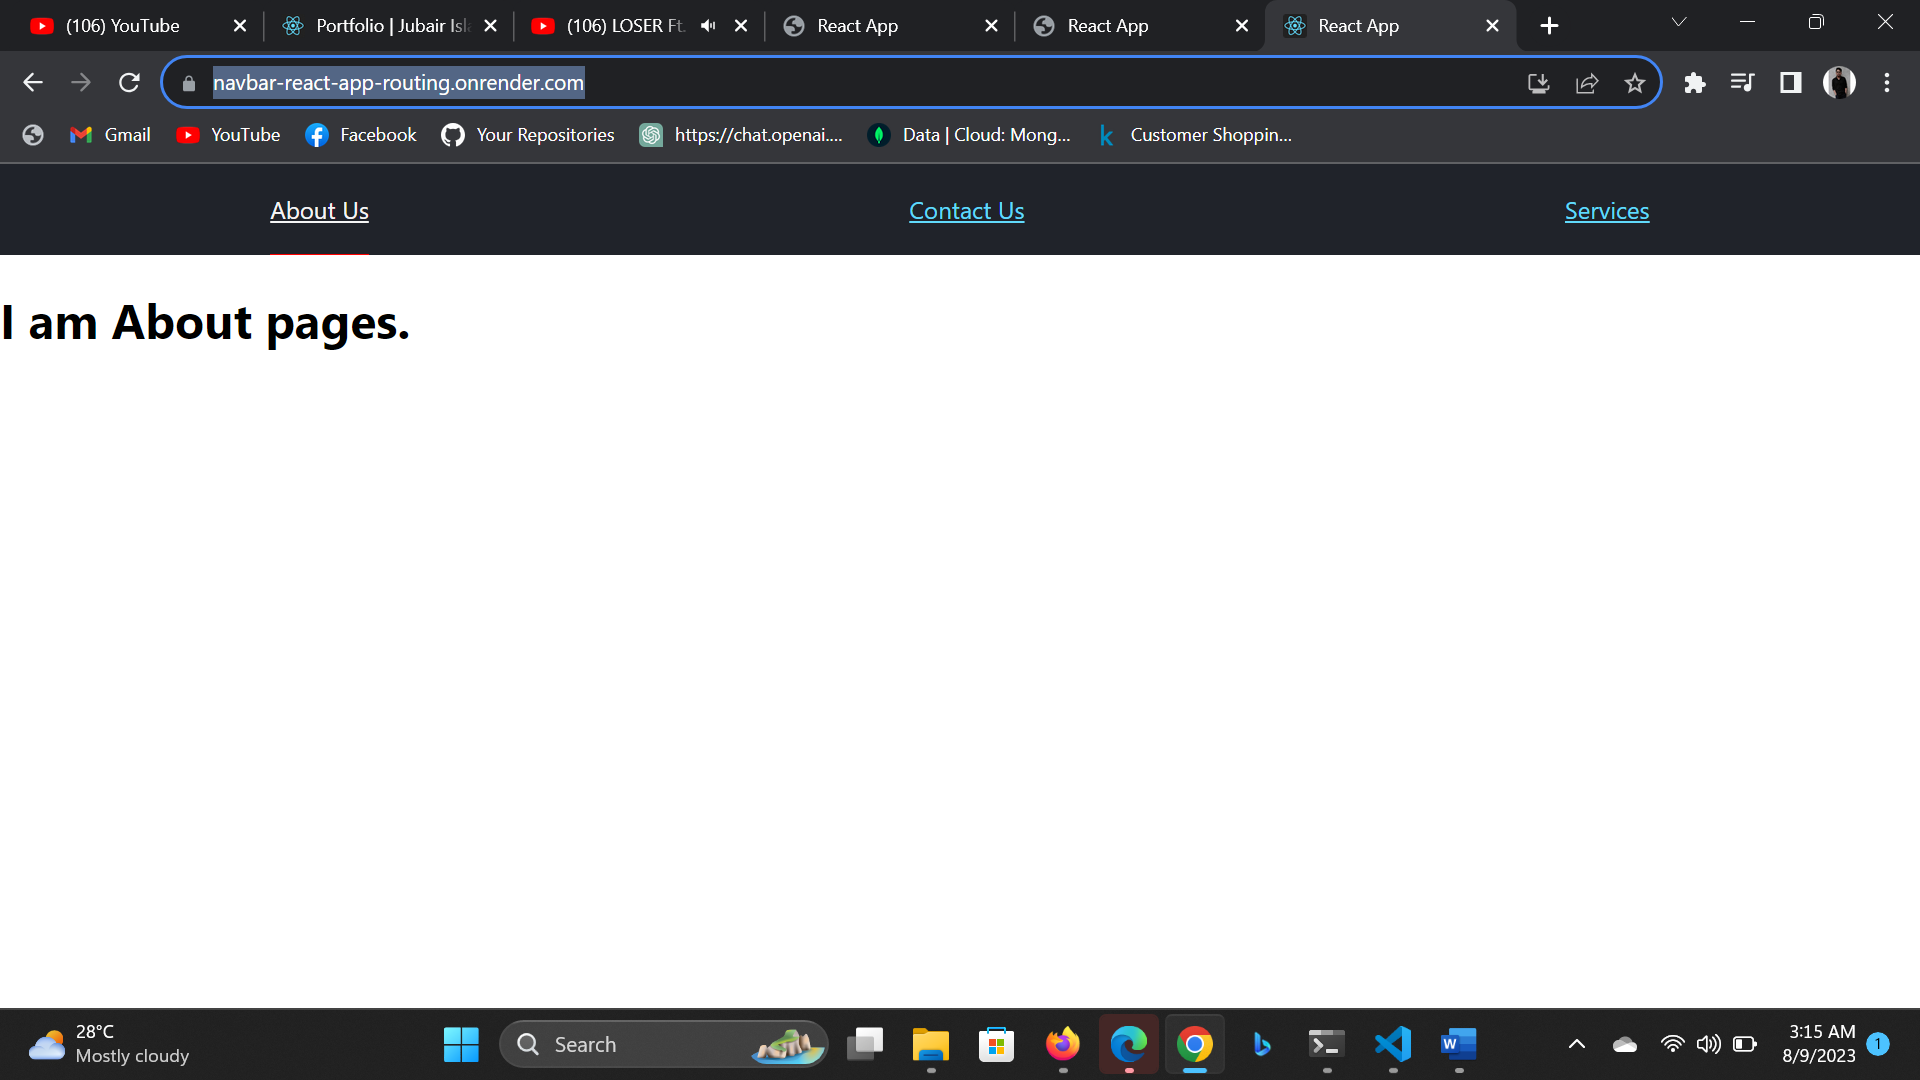 (106) YouTube
Portfolio | Jubair Isla
(106) LOSER Ft.
React App
React App
React App
navbar-react-app-routing.onrender.com
Gmail
YouTube
Facebook
Your Repositories
https://chat.openai....
Data | Cloud: Mong...
k
Customer Shoppin...
About Us
Contact Us
Services
I am About pages.
28°C
Mostly cloudy
Search
W
3:15 AM
8/9/2023
1